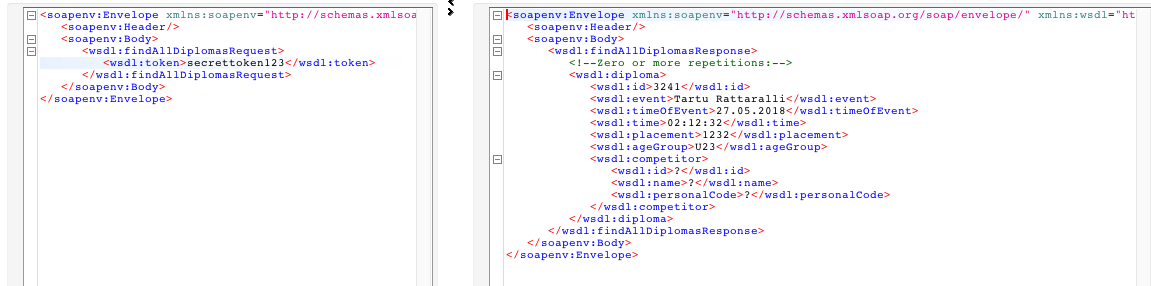 <soapenv:Envelope xmlns:soapenv="http://schemas.xmlsoa
<soapenv:Header/>
<soapenv:Body>
<wsdl:findAllDiplomasRequest>
<wsdl:token>secrettoken123</wsdl:token>
</wsdl:findAllDiplomasRequest>
</soapenv:Body>
</soapenv:Envelope>
<soapenv:Envelope xmlns:soapenv="http://schemas.xmlsoap.org/soap/envelope/" xmlns:wsdl="ht
<soapenv:Header/>
<soapenv:Body>
<wsdl:findAllDiplomasResponse>
<!--Zero or more repetitions:-->
<wsdl:diploma>
<wsdl:id>3241</wsdl:id>
<wsdl:event>Tartu Rattaralli</wsdl:event>
<wsdl:timeOfEvent>27.05.2018</wsdl:timeOfEvent>
<wsdl:time>02:12:32</wsdl:time>
<wsdl:placement>1232</wsdl:placement>
<wsdl:ageGroup>U23</wsdl:ageGroup>
<wsdl:competitor>
<wsdl:id>?</wsdl:id>
<wsdl:name>?</wsdl:name>
<wsdl:personalCode>?</wsdl:personalCode>
</wsdl:competitor>
</wsdl:diploma>
</wsdl:findAllDiplomasResponse>
</soapenv:Body>
</soapenv:Envelope>